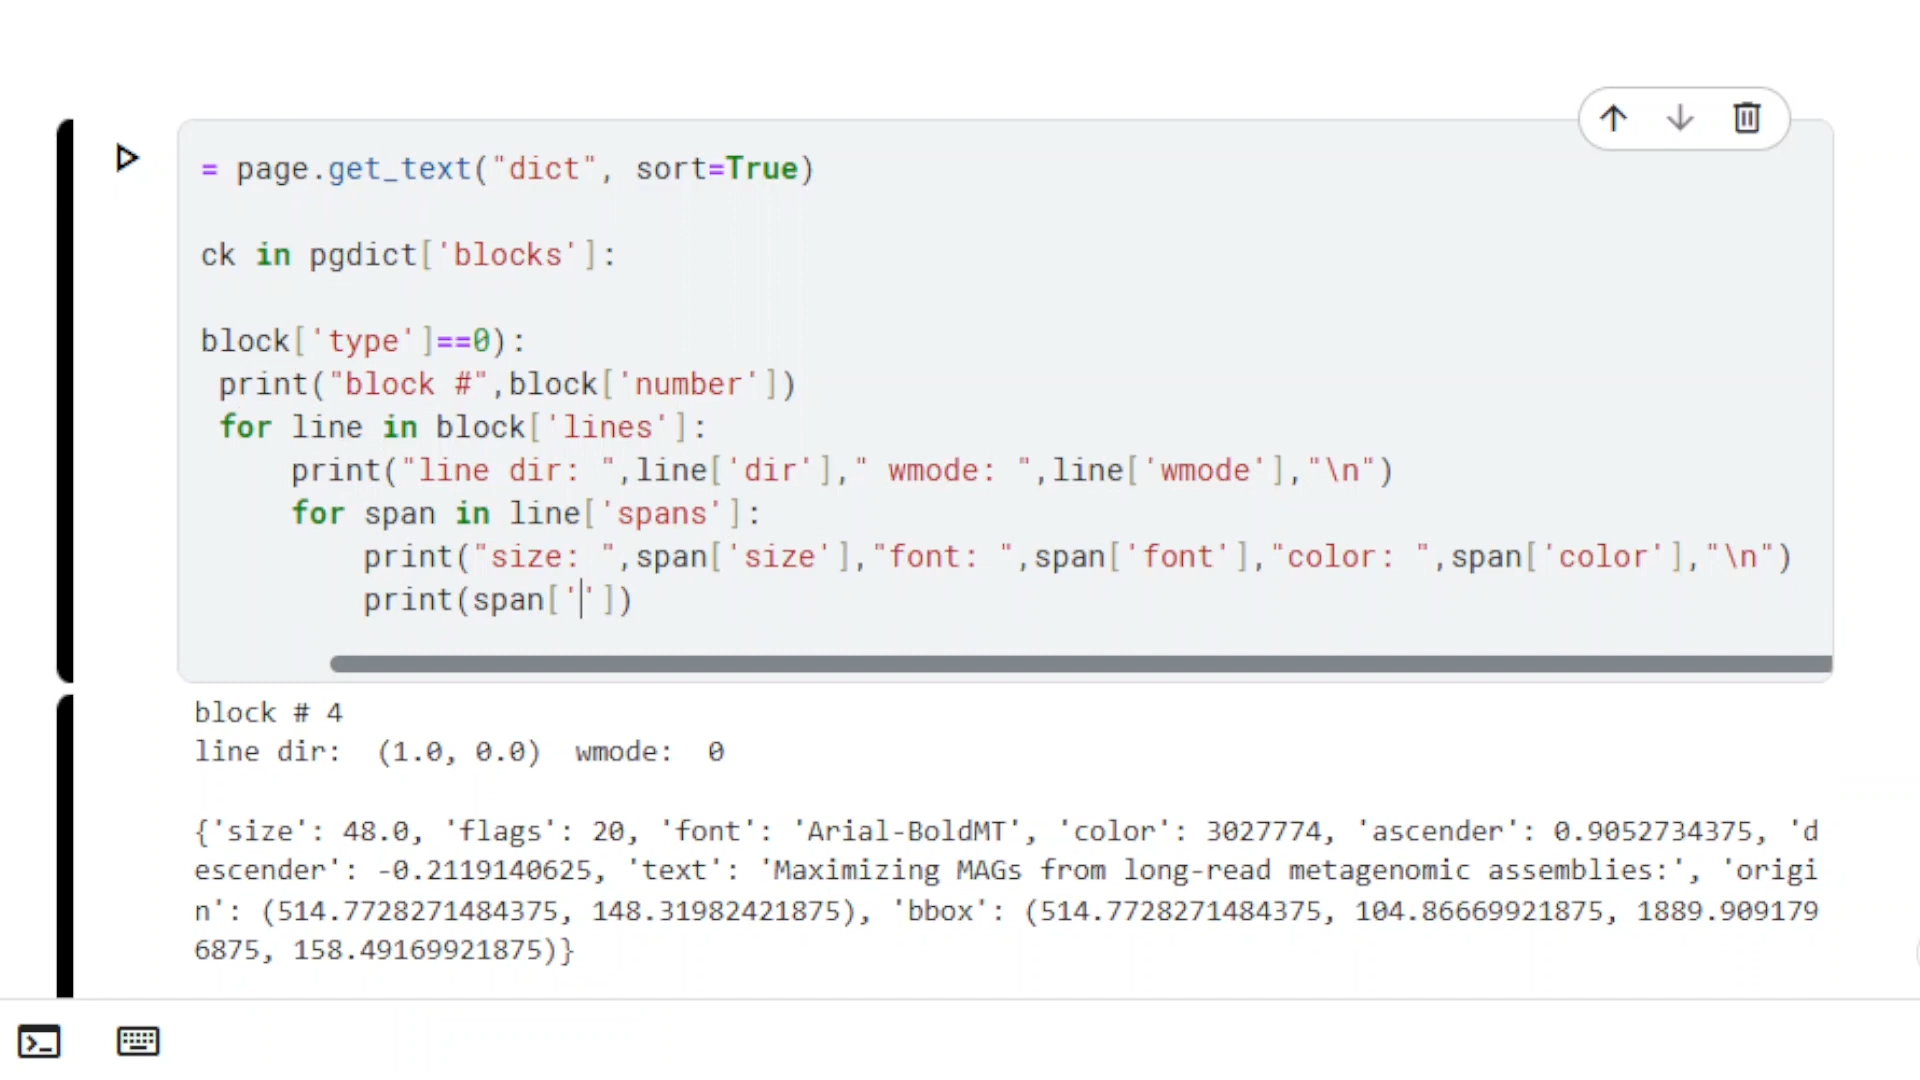 = page.get_text("dict", sort=True)
ck in pgdict['blocks']:
block['type']==0):
print("block #",block['number'])
for line in block['lines']:
print("line dir: ",line['dir']," wmode: ",line['wmode'],"\n")
for span in line['spans']:
print("size: ",span['size'],"font: ",span['font'],"color: ",span['color'],"\n")
print(span[''])
block # 4
line dir:  (1.0, 0.0)  wmode:  0
{'size': 48.0, 'flags': 20, 'font': 'Arial-BoldMT', 'color': 3027774, 'ascender': 0.9052734375, 'd
escender': -0.2119140625, 'text': 'Maximizing MAGs from long-read metagenomic assemblies:', 'origi
n': (514.7728271484375, 148.31982421875), 'bbox': (514.7728271484375, 104.86669921875, 1889.909179
6875, 158.49169921875)}